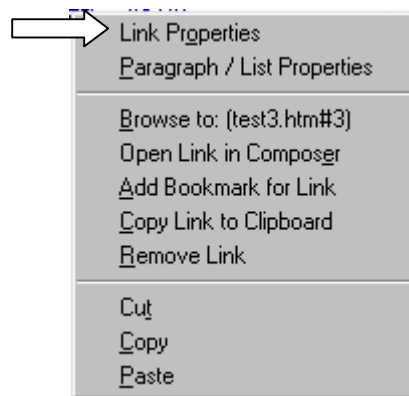 Link Properties
Paragraph / List Properties
Browse to: (test3.htm#3)
Open Link in Composer
Add Bookmark for Link
Copy Link to Clipboard
Remove Link
Cut
Copy
Paste